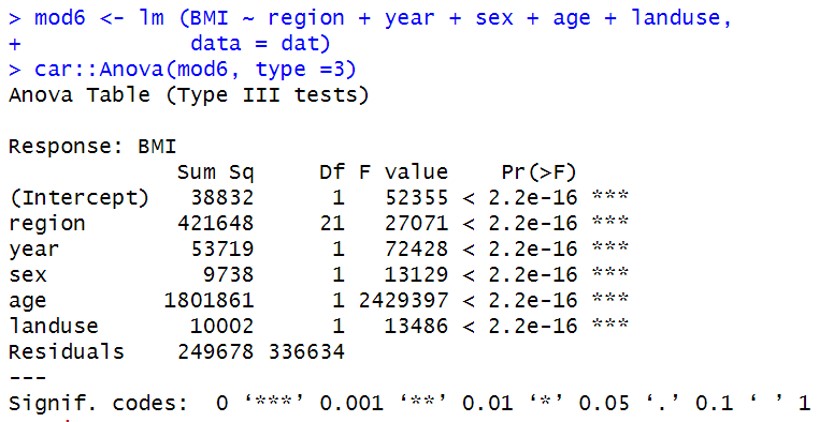 > mod6 <- lm (BMI ~ region + year + sex + age + landuse,
+             data = dat)
> car::Anova(mod6, type =3)
Anova Table (Type III tests)

Response: BMI
             Sum Sq     Df F value    Pr(>F)
(Intercept)   38832      1   52355 < 2.2e-16 ***
region       421648     21   27071 < 2.2e-16 ***
year          53719      1   72428 < 2.2e-16 ***
sex            9738      1   13129 < 2.2e-16 ***
age         1801861      1 2429397 < 2.2e-16 ***
landuse       10002      1   13486 < 2.2e-16 ***
Residuals    249678 336634
---
Signif. codes:  0 ‘***’ 0.001 ‘**’ 0.01 ‘*’ 0.05 ‘.’ 0.1 ‘ ’ 1